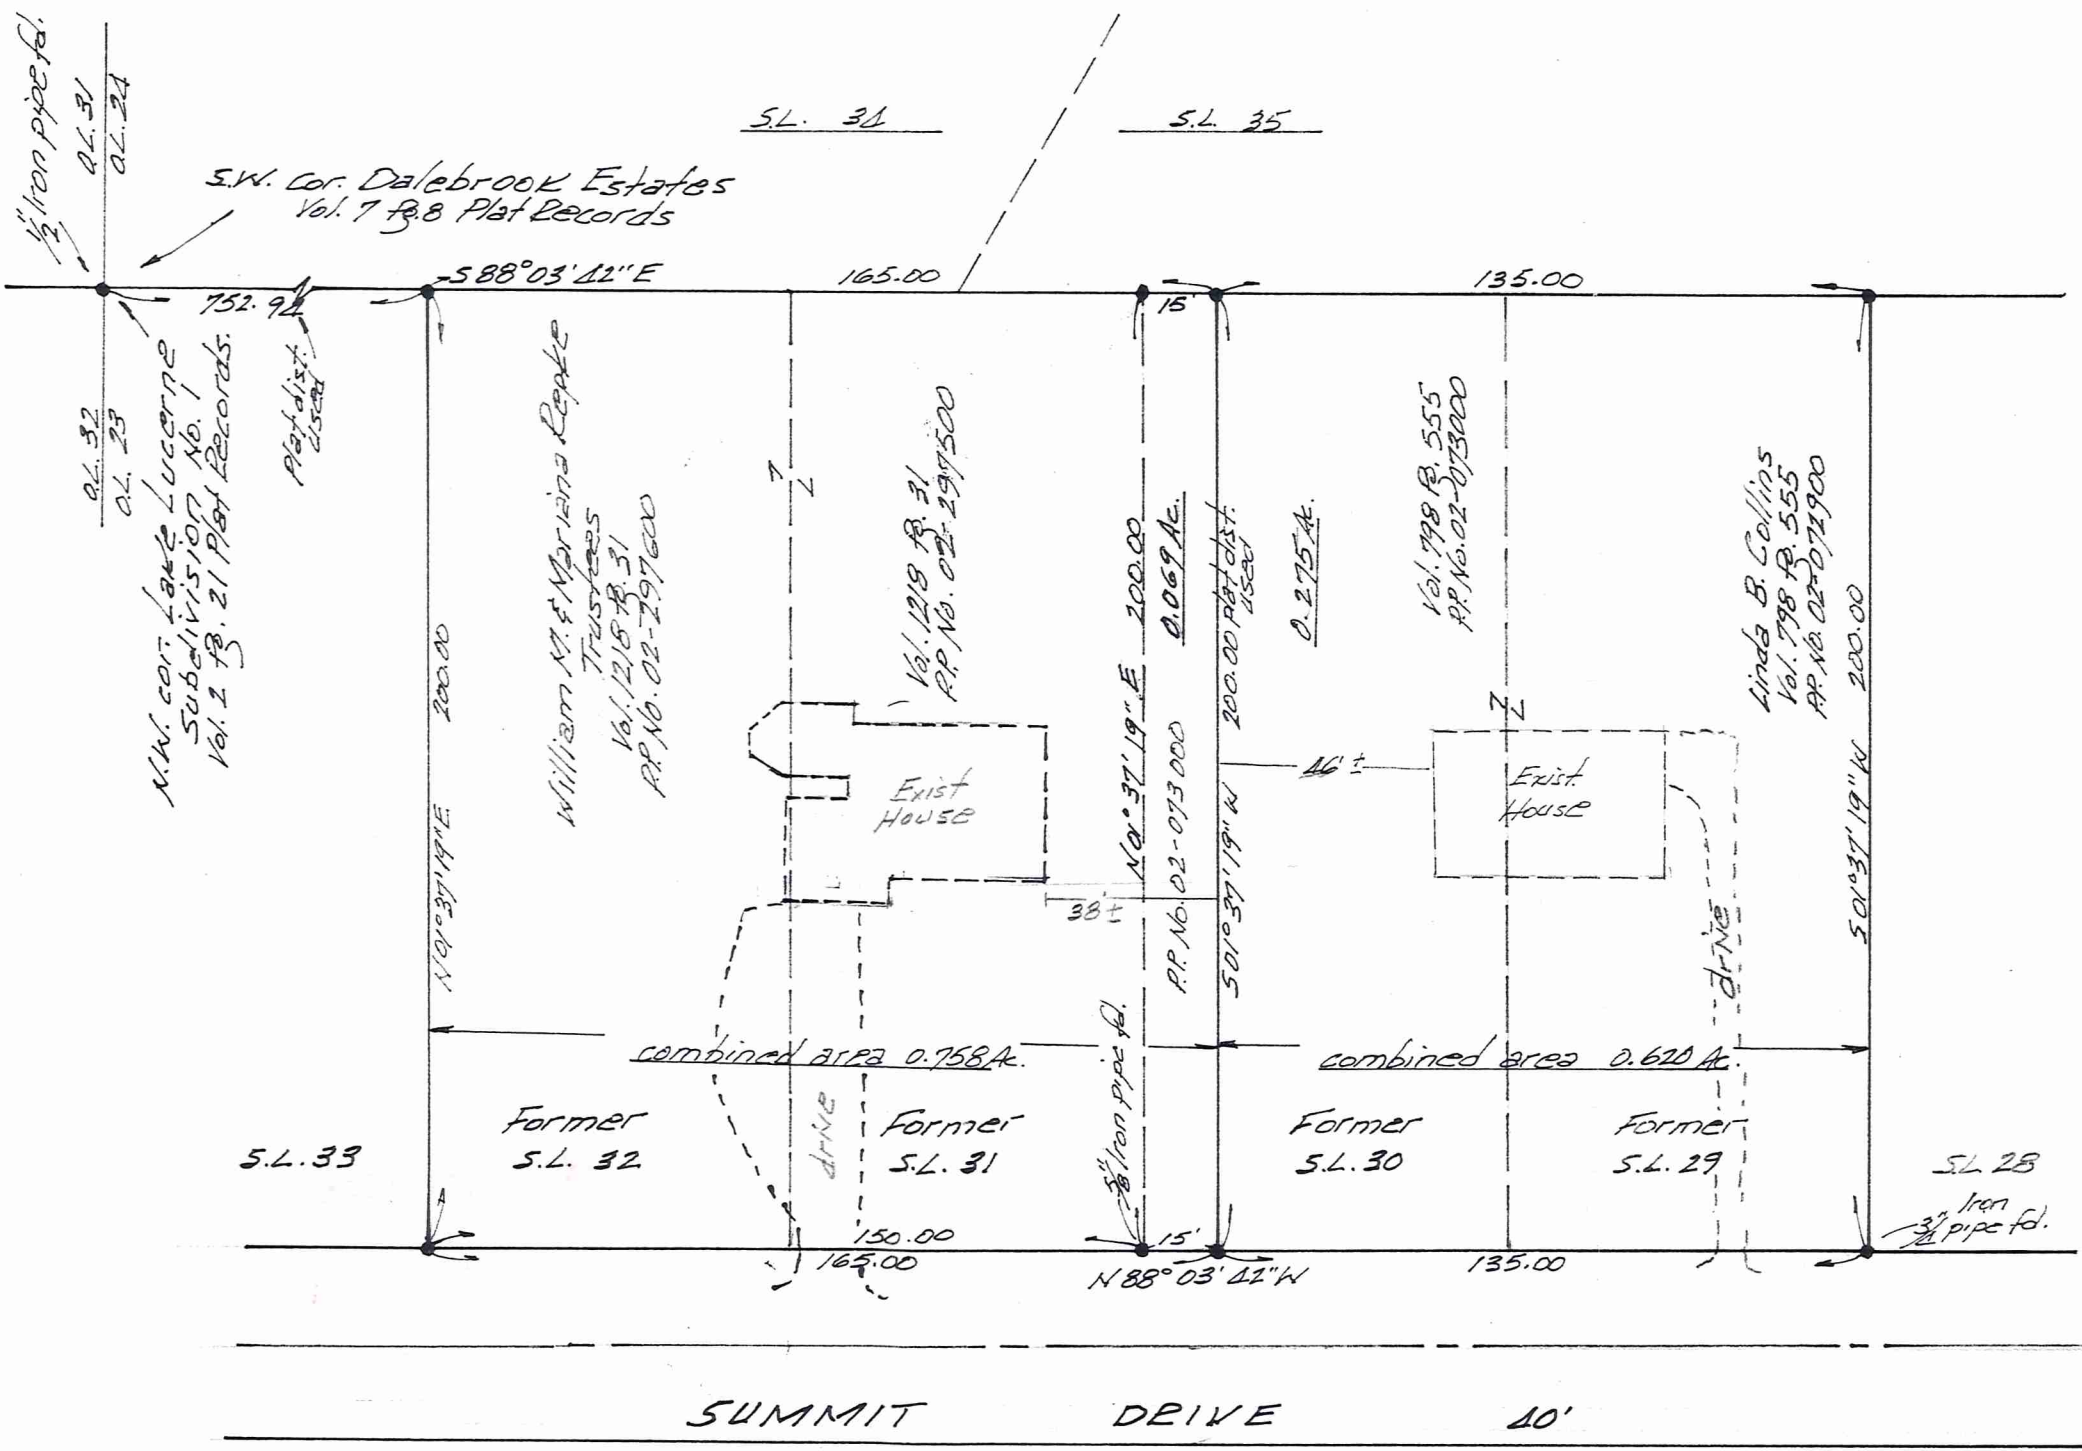 1/2" Iron pipe fd.
O.L. 31
O.L. 24
S.L. 34
S.L. 35
S.W. cor. Dalebrook Estates
Vol. 7 Pg. 8 Plat Records
S 88° 03' 42" E
165.00
15'
135.00
752.94
Plat dist.
used
O.L. 32
O.L. 23
N.W. cor. Lake Lucerne
Subdivision No. 1
Vol. 2 Pg. 21 Plat Records.
N 01° 37' 19" E 200.00
William M. & Mariana Repke
Trustees
Vol. 1218 Pg. 31
P.P. No. 02-297600
Vol. 1218 Pg. 31
P.P. No. 02-297500
Exist
House
38' ±
N 01° 37' 19" E 200.00
0.069 Ac.
P.P. No. 02-073000
S 01° 37' 19" W 200.00 Plat dist.
used
0.275 Ac.
46' ±
Vol. 798 Pg. 555
P.P. No. 02-073000
Exist.
House
Linda B. Collins
Vol. 798 Pg. 555
P.P. No. 02-072900
S 01° 37' 19" W 200.00
drive
combined area 0.758 Ac.
combined area 0.620 Ac.
5/8" Iron pipe fd.
drive
S.L. 33
Former
S.L. 32
Former
S.L. 31
Former
S.L. 30
Former
S.L. 29
S.L. 28
3/4" Iron
pipe fd.
150.00
15'
165.00
N 88° 03' 42" W
135.00
SUMMIT DRIVE 40'